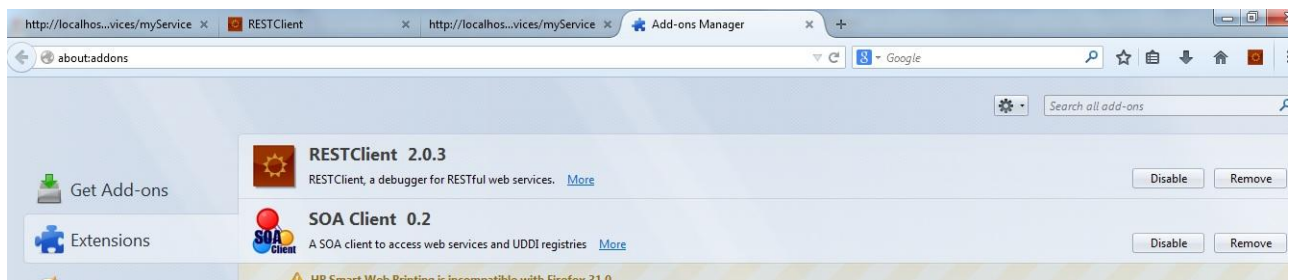 http://localhos...vices/myService × RESTClient × http://localhos...vices/myService × Add-ons Manager × +
about:addons Google
Search all add-ons
RESTClient 2.0.3
RESTClient, a debugger for RESTful web services. More Disable Remove
Get Add-ons
SOA Client 0.2
SOA Client
A SOA client to access web services and UDDI registries More Disable Remove
Extensions
HP Smart Web Printing is incompatible with Firefox 31.0